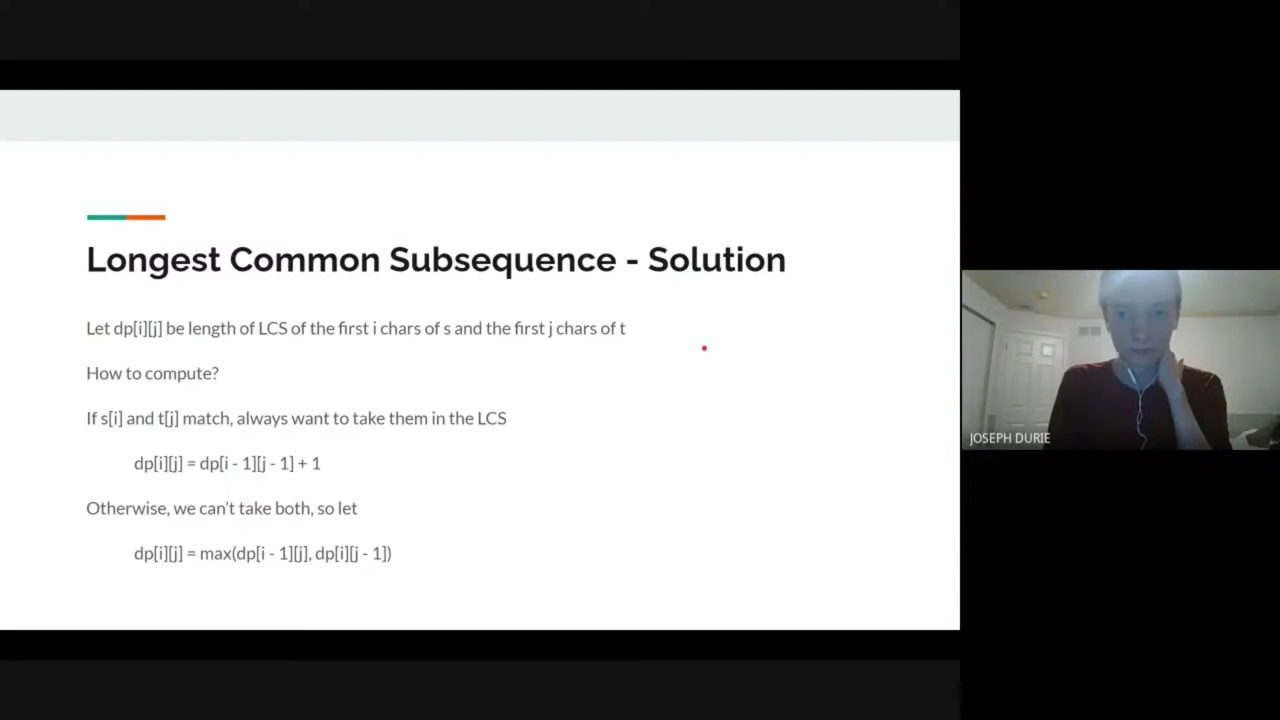 Longest Common Subsequence - Solution
Let dp[i][j] be length of LCS of the first i chars of s and the first j chars of t
How to compute?
If s[i] and t[j] match, always want to take them in the LCS
dp[i][j] = dp[i - 1][j - 1] + 1
Otherwise, we can't take both, so let
dp[i][j] = max(dp[i - 1][j], dp[i][j - 1])
JOSEPH DURIE